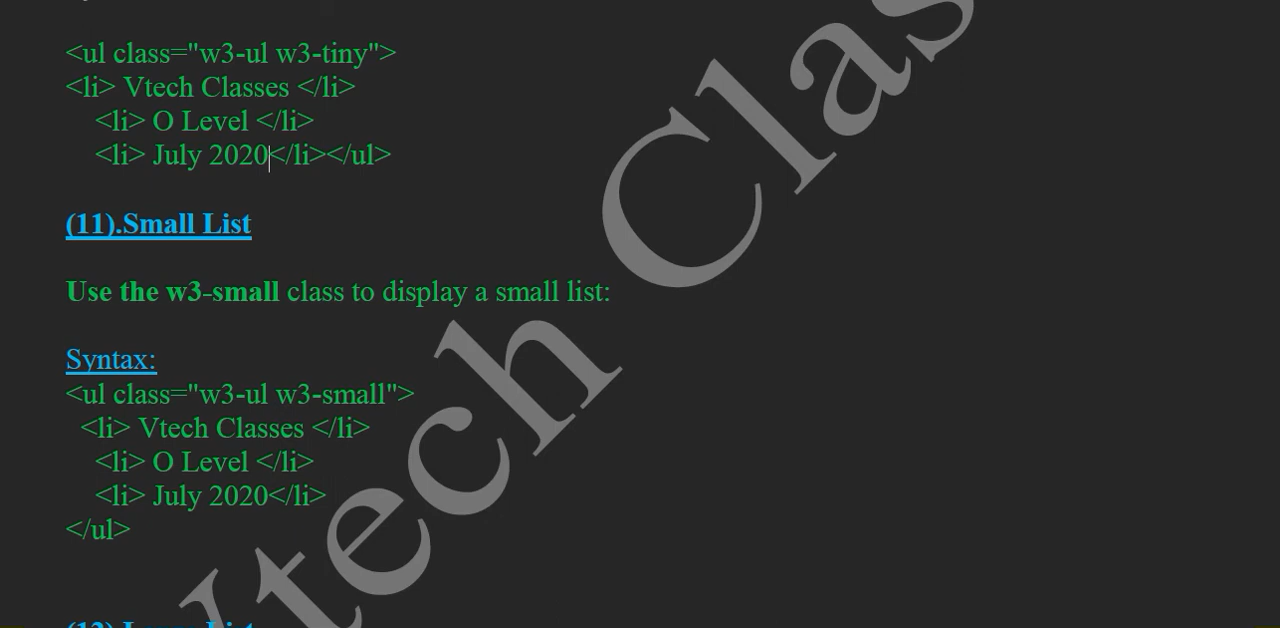 <ul class="w3-ul w3-tiny">
<li> Vtech Classes </li>
<li> O Level </li>
<li> July 2020</li></ul>
(11).Small List
Use the w3-small class to display a small list:
Syntax:
<ul class="w3-ul w3-small">
<li> Vtech Classes </li>
<li> O Level </li>
<li> July 2020</li>
</ul>
Vtech Clas